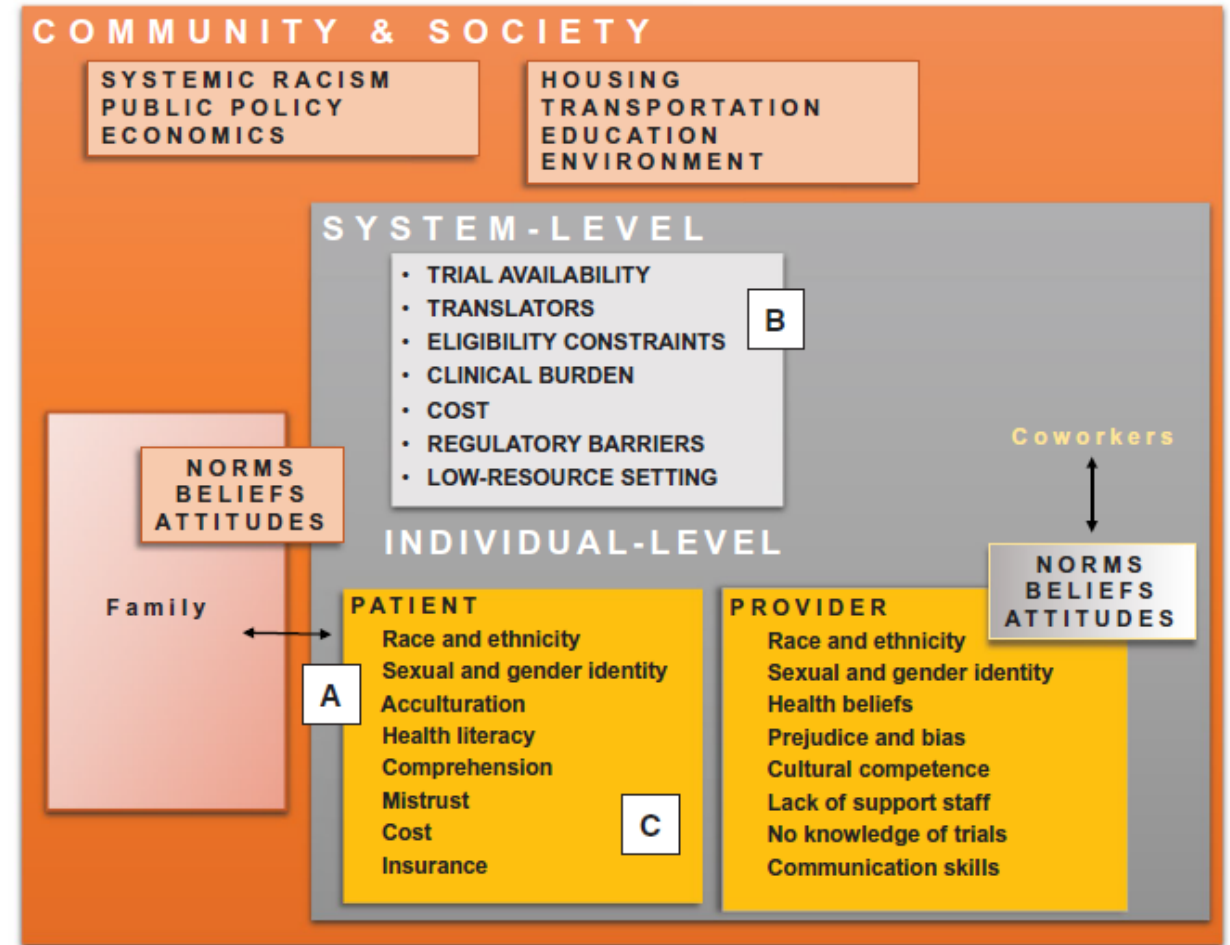 COMMUNITY & SOCIETY
SYSTEMIC RACISM
PUBLIC POLICY
ECONOMICS
HOUSING
TRANSPORTATION
EDUCATION
ENVIRONMENT
SYSTEM-LEVEL
• TRIAL AVAILABILITY
• TRANSLATORS
• ELIGIBILITY CONSTRAINTS
• CLINICAL BURDEN
• COST
• REGULATORY BARRIERS
• LOW-RESOURCE SETTING
B
Coworkers
NORMS
BELIEFS
ATTITUDES
Family
INDIVIDUAL-LEVEL
NORMS
BELIEFS
ATTITUDES
PATIENT
Race and ethnicity
Sexual and gender identity
Acculturation
Health literacy
Comprehension
Mistrust
Cost
Insurance
A
C
PROVIDER
Race and ethnicity
Sexual and gender identity
Health beliefs
Prejudice and bias
Cultural competence
Lack of support staff
No knowledge of trials
Communication skills